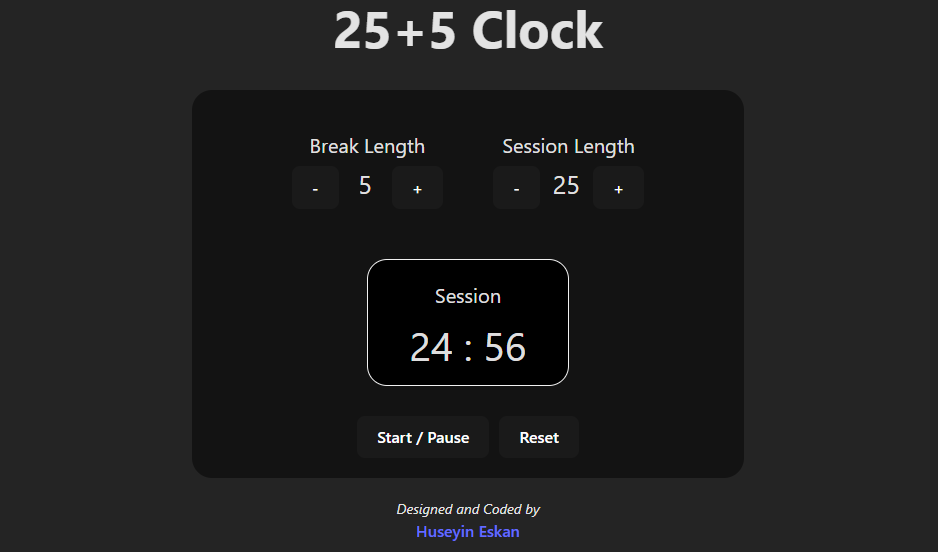 25+5 Clock
Break Length
Session Length
- 5 +
- 25 +
Session
24 : 56
Start / Pause
Reset
Designed and Coded by
Huseyin Eskan